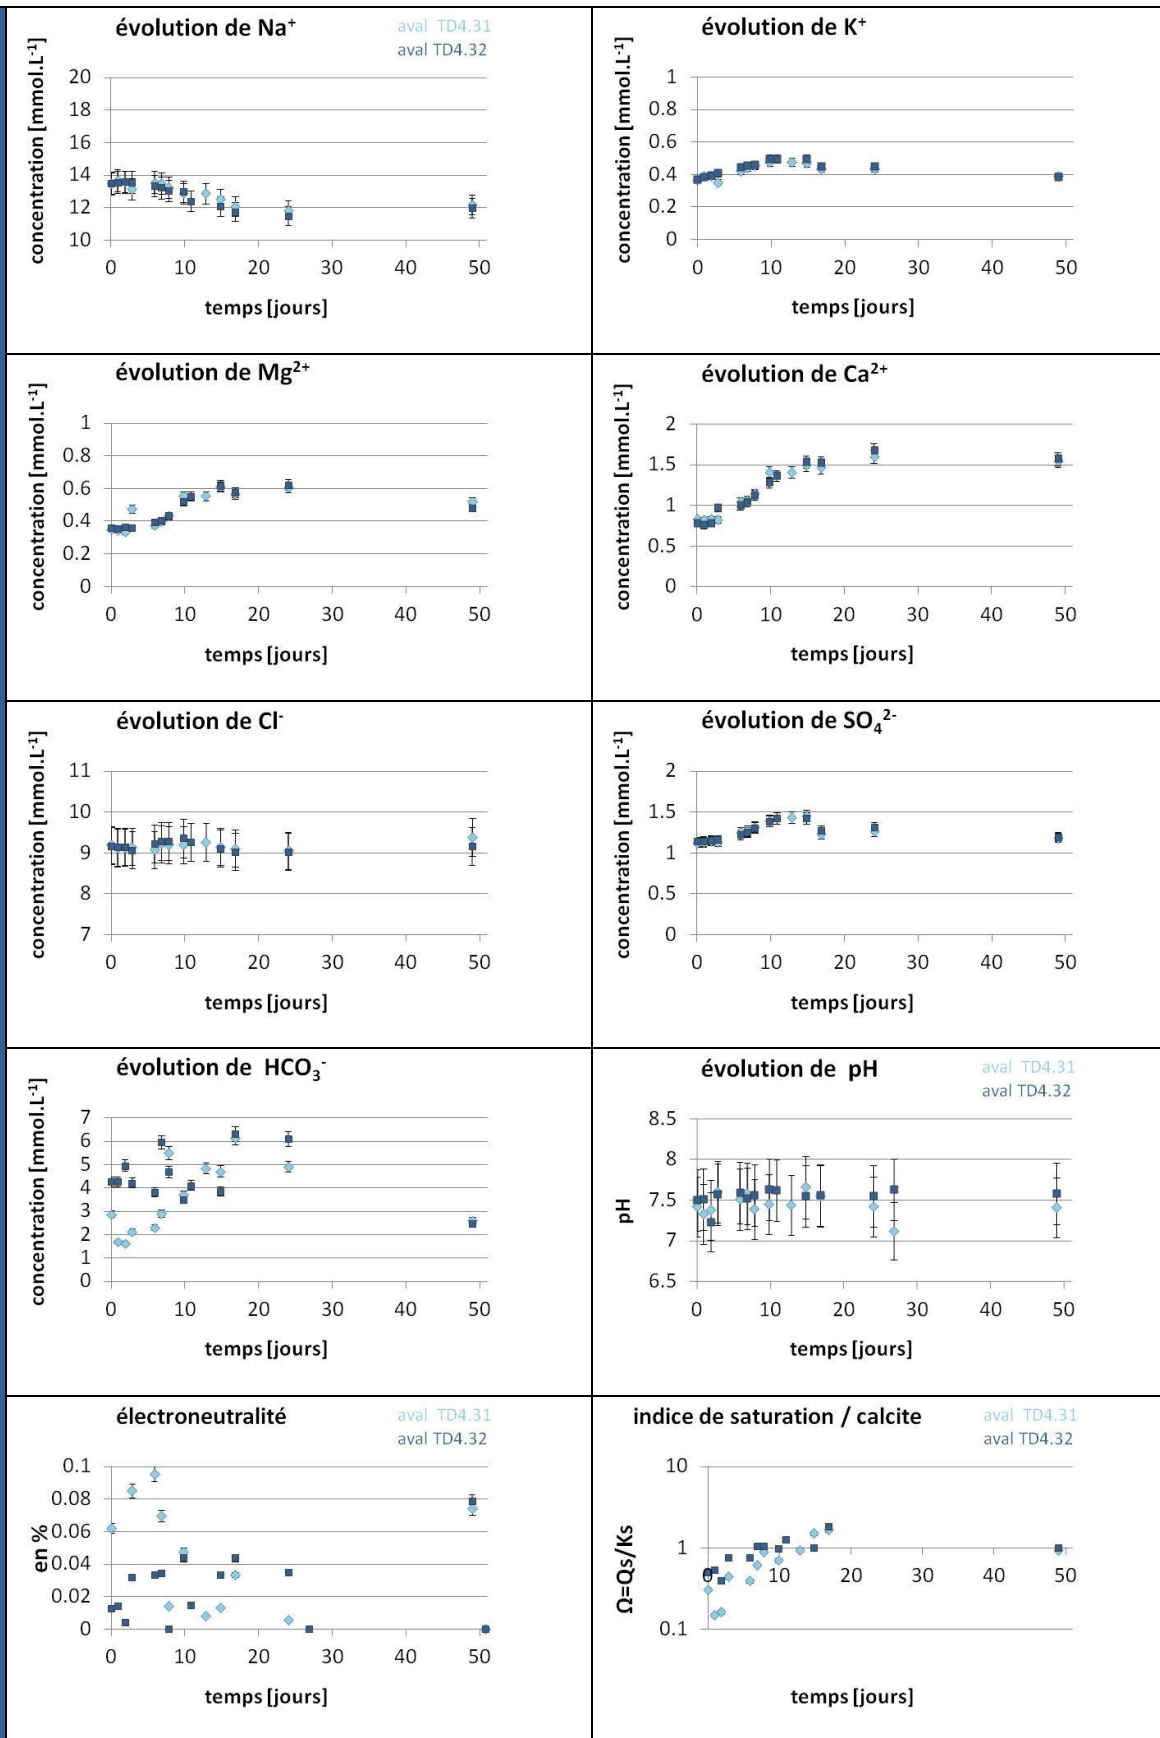 évolution de Na⁺
aval TD4.31
aval TD4.32
concentration [mmol.L⁻¹]
20
18
16
14
12
10
0 10 20 30 40 50
temps [jours]
évolution de K⁺
concentration [mmol.L⁻¹]
1
0.8
0.6
0.4
0.2
0
0 10 20 30 40 50
temps [jours]
évolution de Mg²⁺
concentration [mmol.L⁻¹]
1
0.8
0.6
0.4
0.2
0
0 10 20 30 40 50
temps [jours]
évolution de Ca²⁺
concentration [mmol.L⁻¹]
2
1.5
1
0.5
0
0 10 20 30 40 50
temps [jours]
évolution de Cl⁻
concentration [mmol.L⁻¹]
11
10
9
8
7
0 10 20 30 40 50
temps [jours]
évolution de SO₄²⁻
concentration [mmol.L⁻¹]
2
1.5
1
0.5
0
0 10 20 30 40 50
temps [jours]
évolution de HCO₃⁻
concentration [mmol.L⁻¹]
7
6
5
4
3
2
1
0
0 10 20 30 40 50
temps [jours]
évolution de pH
aval TD4.31
aval TD4.32
pH
8.5
8
7.5
7
6.5
0 10 20 30 40 50
temps [jours]
électroneutralité
aval TD4.31
aval TD4.32
en %
0.1
0.08
0.06
0.04
0.02
0
0 10 20 30 40 50
temps [jours]
indice de saturation / calcite
aval TD4.31
aval TD4.32
Ω=Qs/Ks
10
1
0.1
0 10 20 30 40 50
temps [jours]